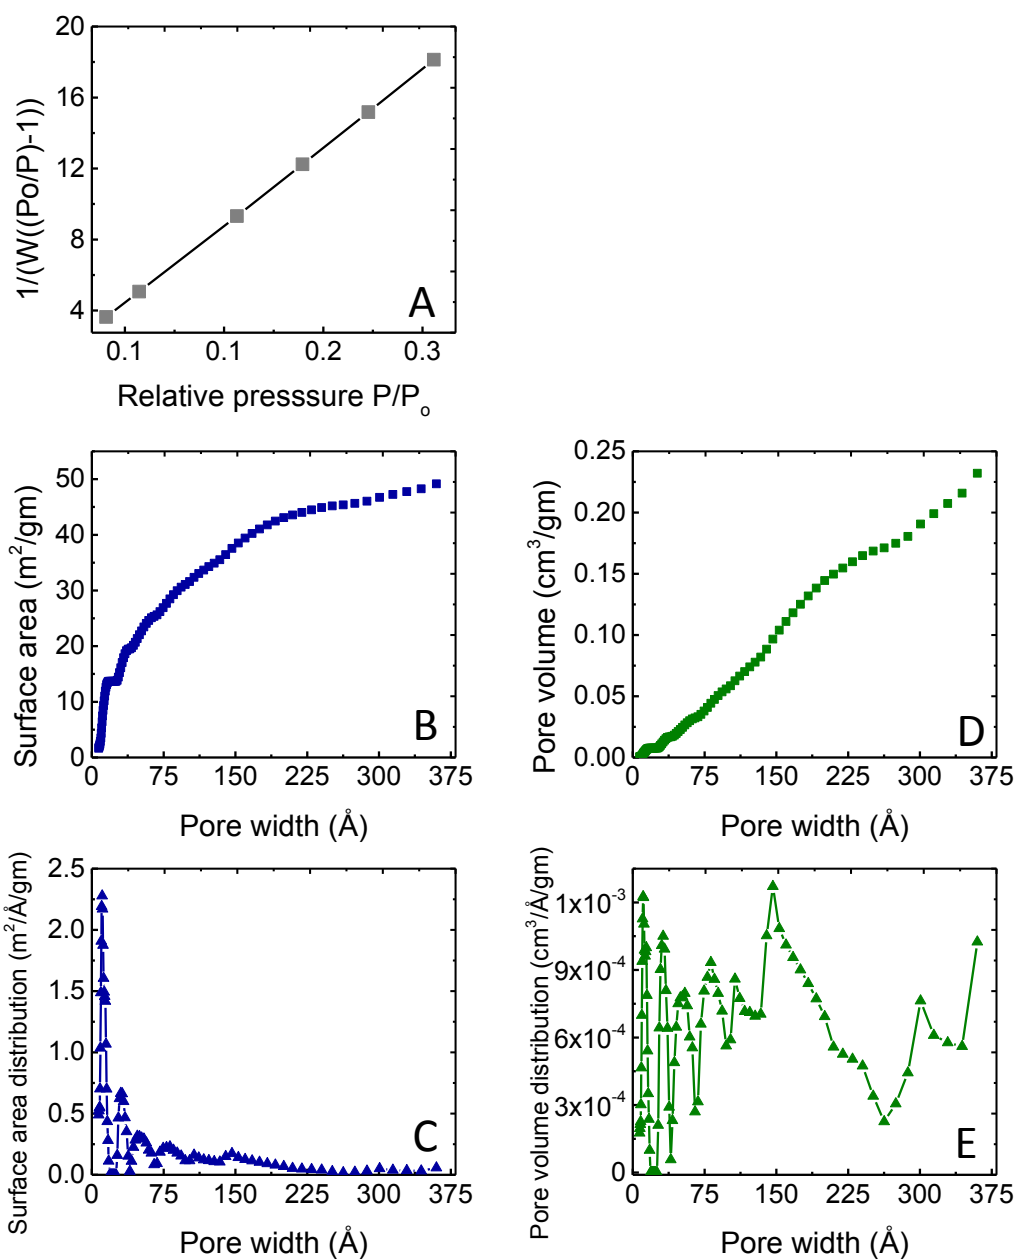 20
16
12
8
4
1/(W((Po/P)-1))
A
0.1 0.1 0.2 0.3
Relative presssure P/Po
50
40
30
20
10
0
Surface area (m²/gm)
B
0 75 150 225 300 375
Pore width (Å)
0.25
0.20
0.15
0.10
0.05
0.00
Pore volume (cm³/gm)
D
0 75 150 225 300 375
Pore width (Å)
2.5
2.0
1.5
1.0
0.5
0.0
Surface area distribution (m²/Å/gm)
C
0 75 150 225 300 375
Pore width (Å)
1x10⁻³
9x10⁻⁴
6x10⁻⁴
3x10⁻⁴
0
Pore volume distribution (cm³/Å/gm)
E
0 75 150 225 300 375
Pore width (Å)